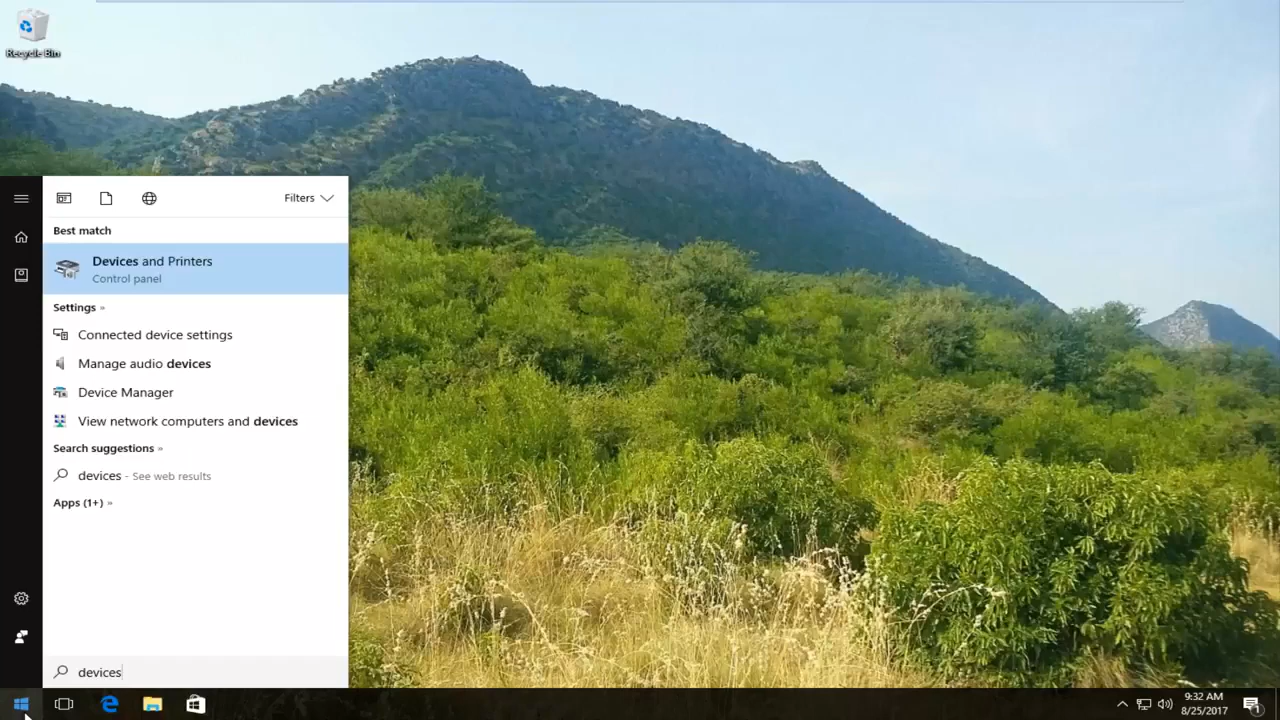 Recycle Bin
Filters
Best match
Devices and Printers
Control panel
Settings »
Connected device settings
Manage audio devices
Device Manager
View network computers and devices
Search suggestions »
devices - See web results
Apps (1+) »
devices
9:32 AM
8/25/2017
1